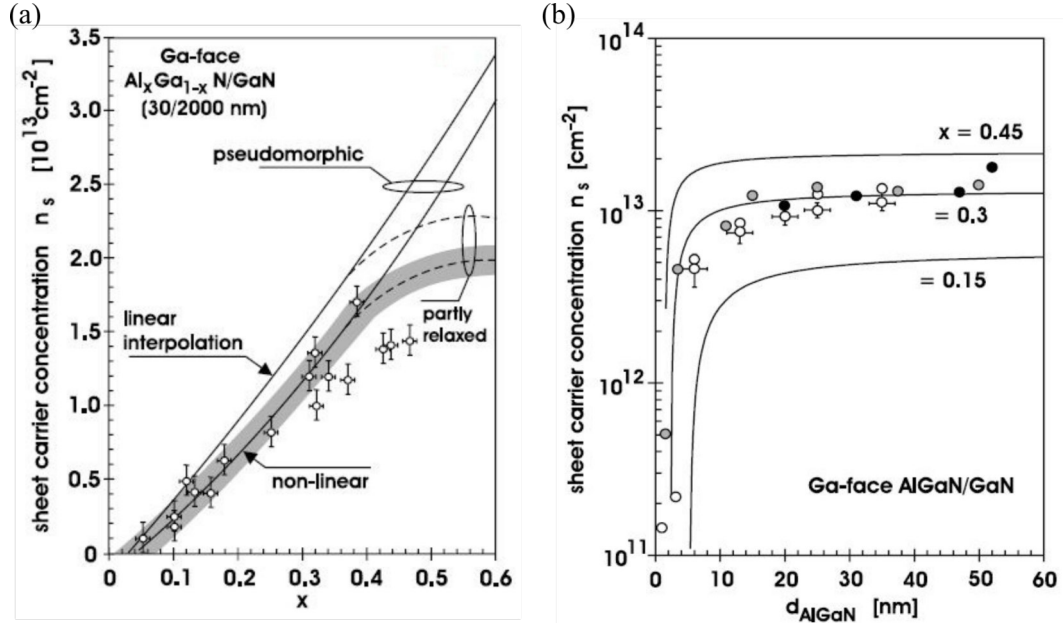 (a)
sheet carrier concentration n_s [10^13 cm^-2]
3.5
3.0
2.5
2.0
1.5
1.0
0.5
0
Ga-face
Al_xGa_1-x N/GaN
(30/2000 nm)
pseudomorphic
linear
interpolation
partly
relaxed
non-linear
0 0.1 0.2 0.3 0.4 0.5 0.6
x
(b)
sheet carrier concentration n_s [cm^-2]
10^14
10^13
10^12
10^11
x = 0.45
= 0.3
= 0.15
Ga-face AlGaN/GaN
0 10 20 30 40 50 60
d_AlGaN [nm]